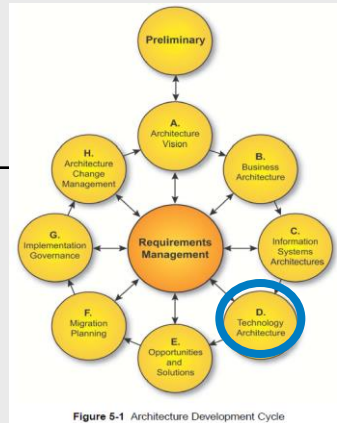 Preliminary
A.
Architecture
Vision
H.
Architecture
Change
Management
B.
Business
Architecture
G.
Implementation
Governance
Requirements
Management
C.
Information
Systems
Architectures
F.
Migration
Planning
D.
Technology
Architecture
E.
Opportunities
and
Solutions
Figure 5-1 Architecture Development Cycle